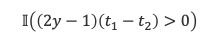 𝕀((2y − 1)(t₁ − t₂) > 0)